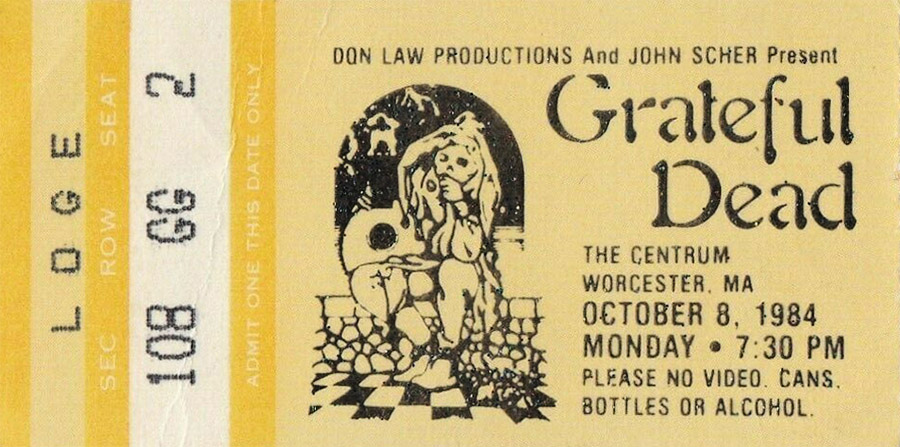 LOGE
SEC ROW SEAT
108 GG 2
ADMIT ONE THIS DATE ONLY
DON LAW PRODUCTIONS And JOHN SCHER Present
Grateful
Dead
THE CENTRUM
WORCESTER, MA
OCTOBER 8, 1984
MONDAY • 7:30 PM
PLEASE NO VIDEO. CANS.
BOTTLES OR ALCOHOL.